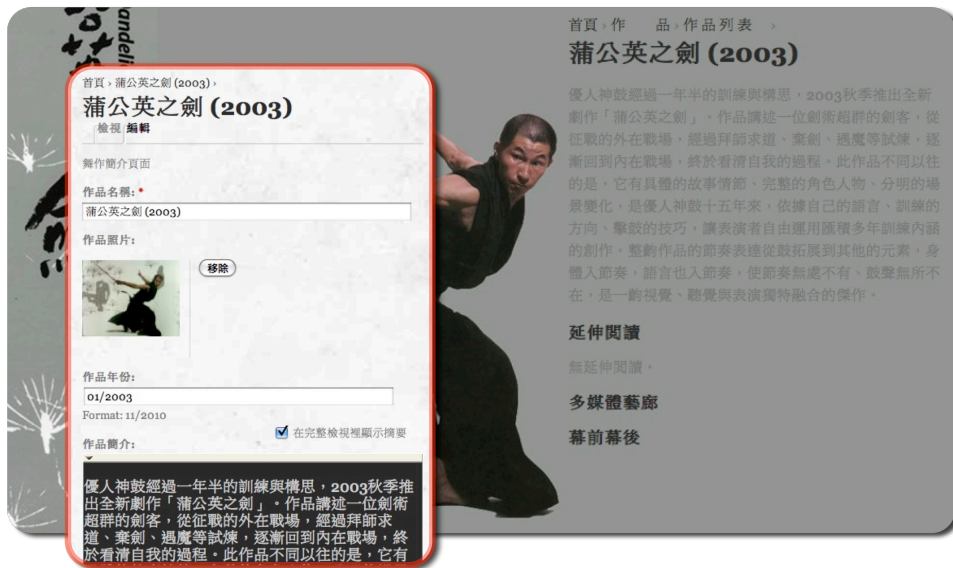 andeli
首頁 › 蒲公英之劍 (2003) ›
蒲公英之劍 (2003)
檢視 編輯
舞作簡介頁面
作品名稱: *
蒲公英之劍 (2003)
作品照片:
移除
作品年份:
01/2003
Format: 11/2010
在完整檢視裡顯示摘要
作品簡介:
優人神鼓經過一年半的訓練與構思，2003秋季推
出全新劇作「蒲公英之劍」。作品講述一位劍術
超群的劍客，從征戰的外在戰場，經過拜師求
道、棄劍、遇魔等試煉，逐漸回到內在戰場，終
於看清自我的過程。此作品不同以往的是，它有
首頁 › 作　品 › 作品列表 ›
蒲公英之劍 (2003)
優人神鼓經過一年半的訓練與構思，2003秋季推出全新
劇作「蒲公英之劍」。作品講述一位劍術超群的劍客，從
征戰的外在戰場，經過拜師求道、棄劍、遇魔等試煉，逐
漸回到內在戰場，終於看清自我的過程。此作品不同以往
的是，它有具體的故事情節、完整的角色人物、分明的場
景變化，是優人神鼓十五年來，依據自己的語言、訓練的
方向、擊鼓的技巧，讓表演者自由運用匯積多年訓練內涵
的創作。整齣作品的節奏表達從鼓拓展到其他的元素，身
體入節奏，語言也入節奏，使節奏無處不有、鼓聲無所不
在，是一齣視覺、聽覺與表演獨特融合的傑作。
延伸閱讀
無延伸閱讀。
多媒體藝廊
幕前幕後